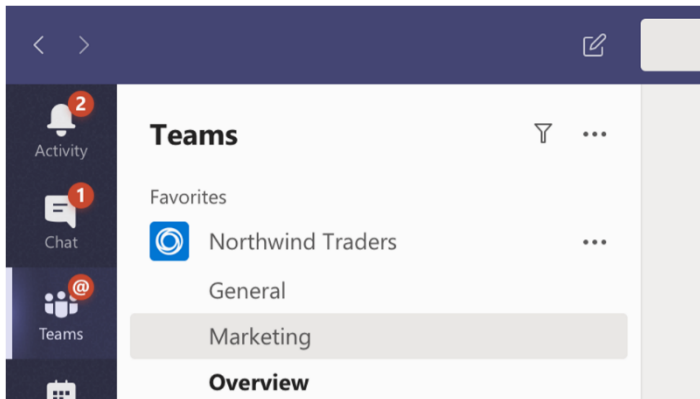 2
Activity
1
Chat
@
Teams
Teams
Favorites
Northwind Traders
General
Marketing
Overview